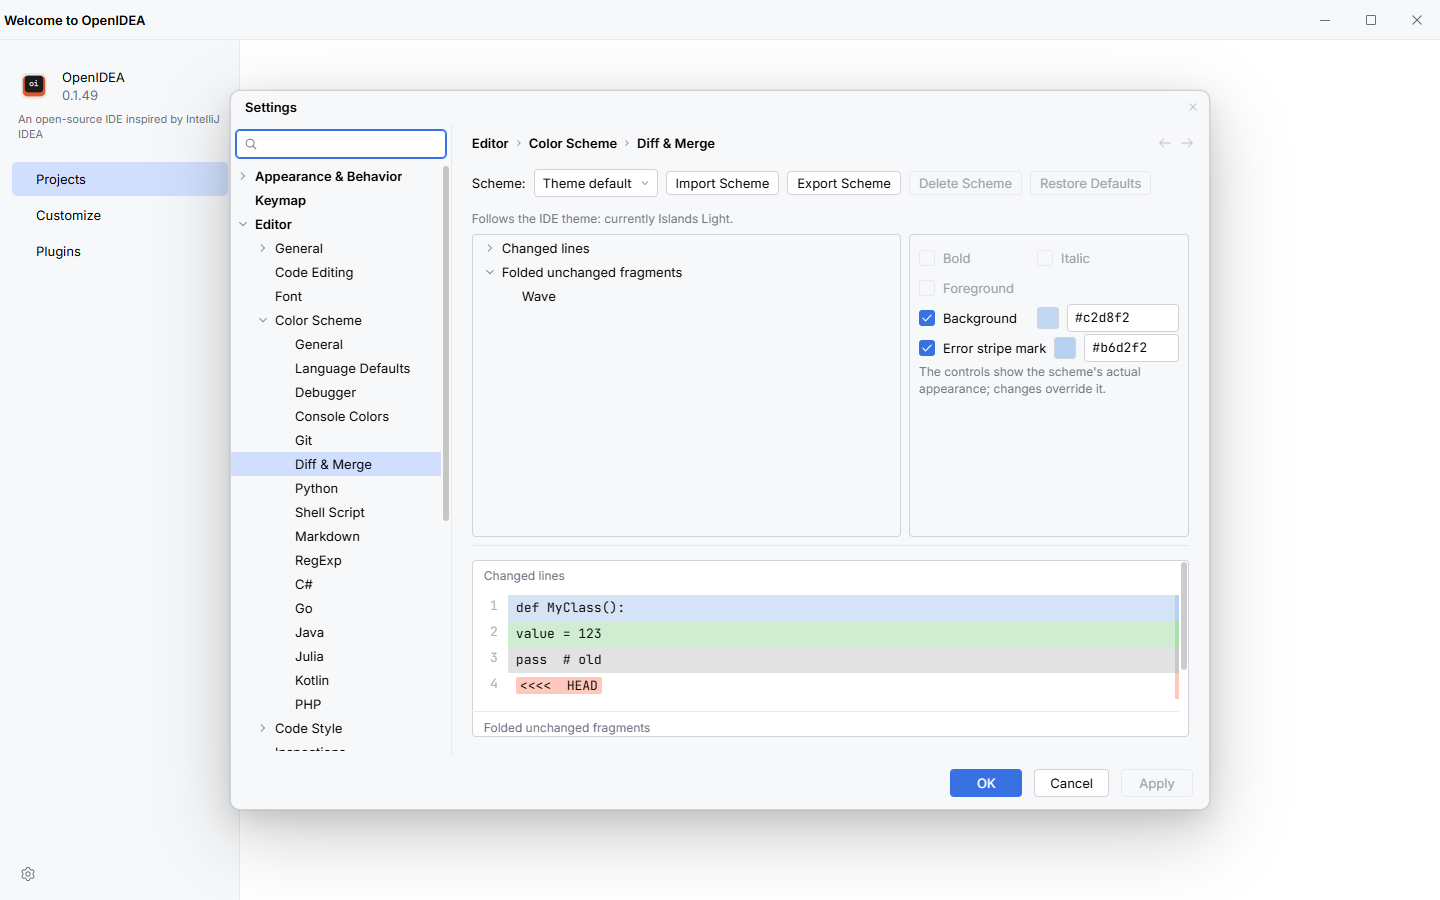 Welcome to OpenIDEA
oi
OpenIDEA
0.1.49
An open-source IDE inspired by IntelliJ
IDEA
Projects
Customize
Plugins
Settings
Appearance & Behavior
Keymap
Editor
General
Code Editing
Font
Color Scheme
General
Language Defaults
Debugger
Console Colors
Git
Diff & Merge
Python
Shell Script
Markdown
RegExp
C#
Go
Java
Julia
Kotlin
PHP
Code Style
Inspections
Editor › Color Scheme › Diff & Merge
Scheme: Theme default Import Scheme Export Scheme Delete Scheme Restore Defaults
Follows the IDE theme: currently Islands Light.
Changed lines
Folded unchanged fragments
Wave
Bold Italic
Foreground
Background #c2d8f2
Error stripe mark #b6d2f2
The controls show the scheme's actual
appearance; changes override it.
Changed lines
1 def MyClass():
2 value = 123
3 pass  # old
4 <<<<  HEAD
Folded unchanged fragments
OK Cancel Apply